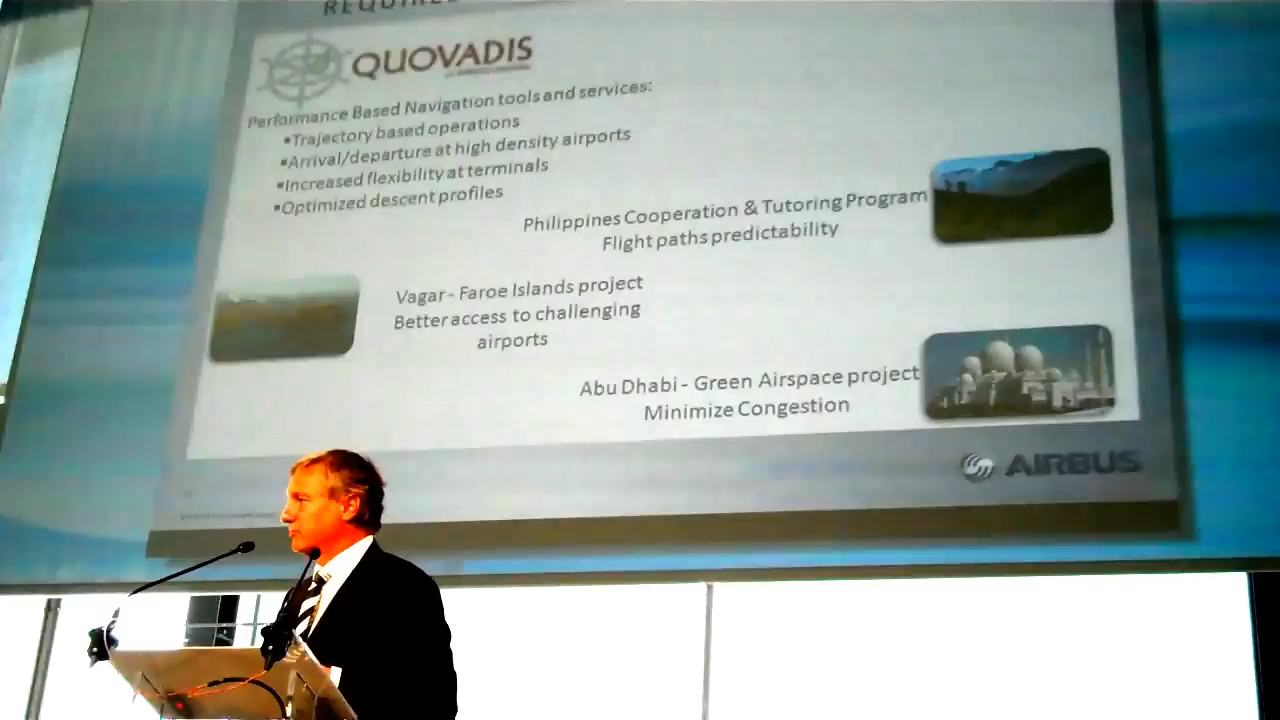 QUOVADIS
Performance Based Navigation tools and services:
▪Trajectory based operations
▪Arrival/departure at high density airports
▪Increased flexibility at terminals
▪Optimized descent profiles
Philippines Cooperation & Tutoring Program
Flight paths predictability
Vagar - Faroe Islands project
Better access to challenging
airports
Abu Dhabi - Green Airspace project
Minimize Congestion
AIRBUS